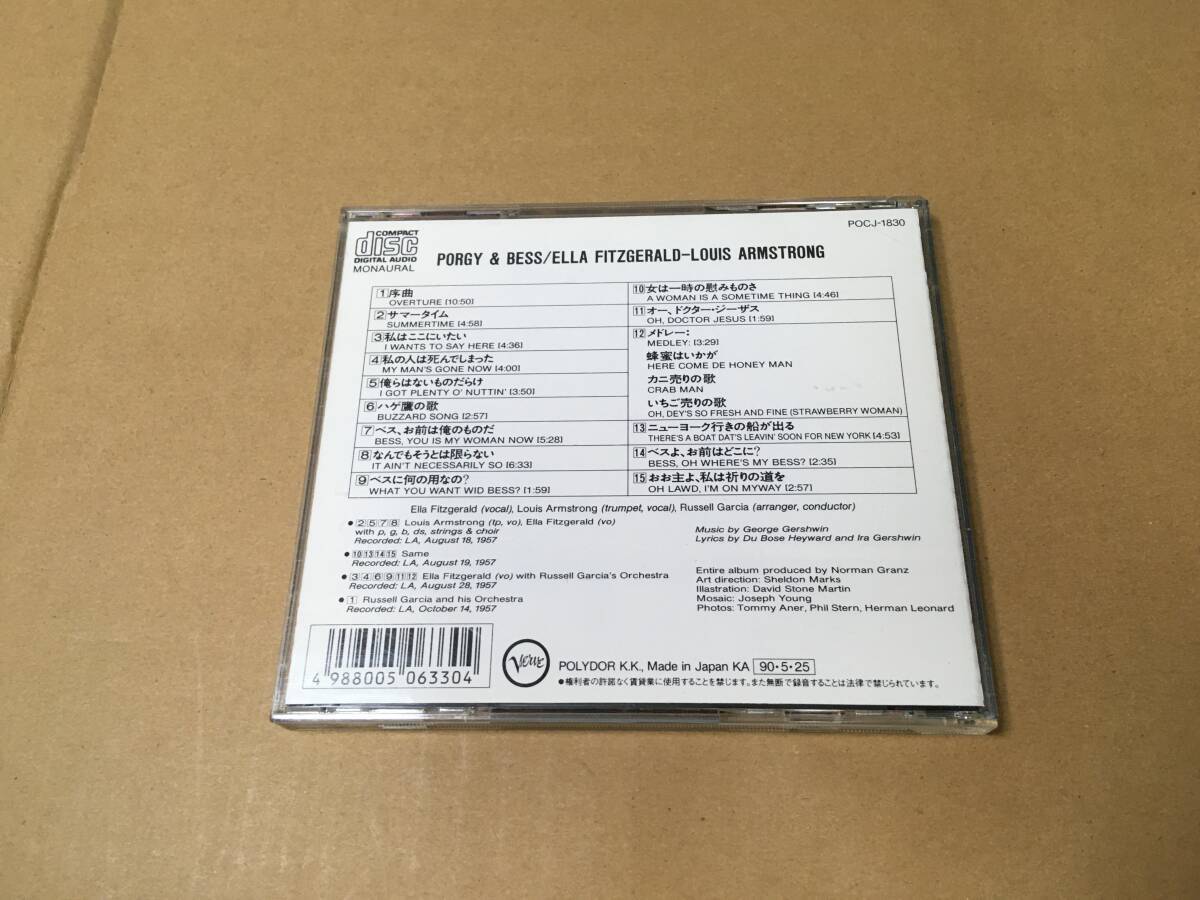 POCJ-1830
COMPACT
disc
DIGITAL AUDIO
MONAURAL
PORGY & BESS/ELLA FITZGERALD-LOUIS ARMSTRONG
1 序曲
OVERTURE [10:50]
2 サマータイム
SUMMERTIME [4:58]
3 私はここにいたい
I WANTS TO SAY HERE [4:36]
4 私の人は死んでしまった
MY MAN'S GONE NOW [4:00]
5 俺らはないものだらけ
I GOT PLENTY O' NUTTIN' [3:50]
6 ハゲ鷹の歌
BUZZARD SONG [2:57]
7 ベス、お前は俺のものだ
BESS, YOU IS MY WOMAN NOW [5:28]
8 なんでもそうとは限らない
IT AIN'T NECESSARILY SO [6:33]
9 ベスに何の用なの?
WHAT YOU WANT WID BESS? [1:59]
10 女は一時の慰みものさ
A WOMAN IS A SOMETIME THING [4:46]
11 オー、ドクター・ジーザス
OH, DOCTOR JESUS [1:59]
12 メドレー:
MEDLEY: [3:29]
蜂蜜はいかが
HERE COME DE HONEY MAN
カニ売りの歌
CRAB MAN
いちご売りの歌
OH, DEY'S SO FRESH AND FINE (STRAWBERRY WOMAN)
13 ニューヨーク行きの船が出る
THERE'S A BOAT DAT'S LEAVIN' SOON FOR NEW YORK [4:53]
14 ベスよ、お前はどこに?
BESS, OH WHERE'S MY BESS? [2:35]
15 おお主よ、私は祈りの道を
OH LAWD, I'M ON MYWAY [2:57]
Ella Fitzgerald (vocal), Louis Armstrong (trumpet, vocal), Russell Garcia (arranger, conductor)
● 2 5 7 8 Louis Armstrong (tp, vo), Ella Fitzgerald (vo)
with p, g, b, ds, strings & choir
Recorded: LA, August 18, 1957
● 10 13 14 15 Same
Recorded: LA, August 19, 1957
● 3 4 6 9 11 12 Ella Fitzgerald (vo) with Russell Garcia's Orchestra
Recorded: LA, August 28, 1957
● 1 Russell Garcia and his Orchestra
Recorded: LA, October 14, 1957
Music by George Gershwin
Lyrics by Du Bose Heyward and Ira Gershwin
Entire album produced by Norman Granz
Art direction: Sheldon Marks
Illustration: David Stone Martin
Mosaic: Joseph Young
Photos: Tommy Aner, Phil Stern, Herman Leonard
4 988005 063304
Verve
POLYDOR K.K., Made in Japan KA 90・5・25
●権利者の許諾なく賃貸業に使用することを禁じます。また無断で録音することは法律で禁じられています。